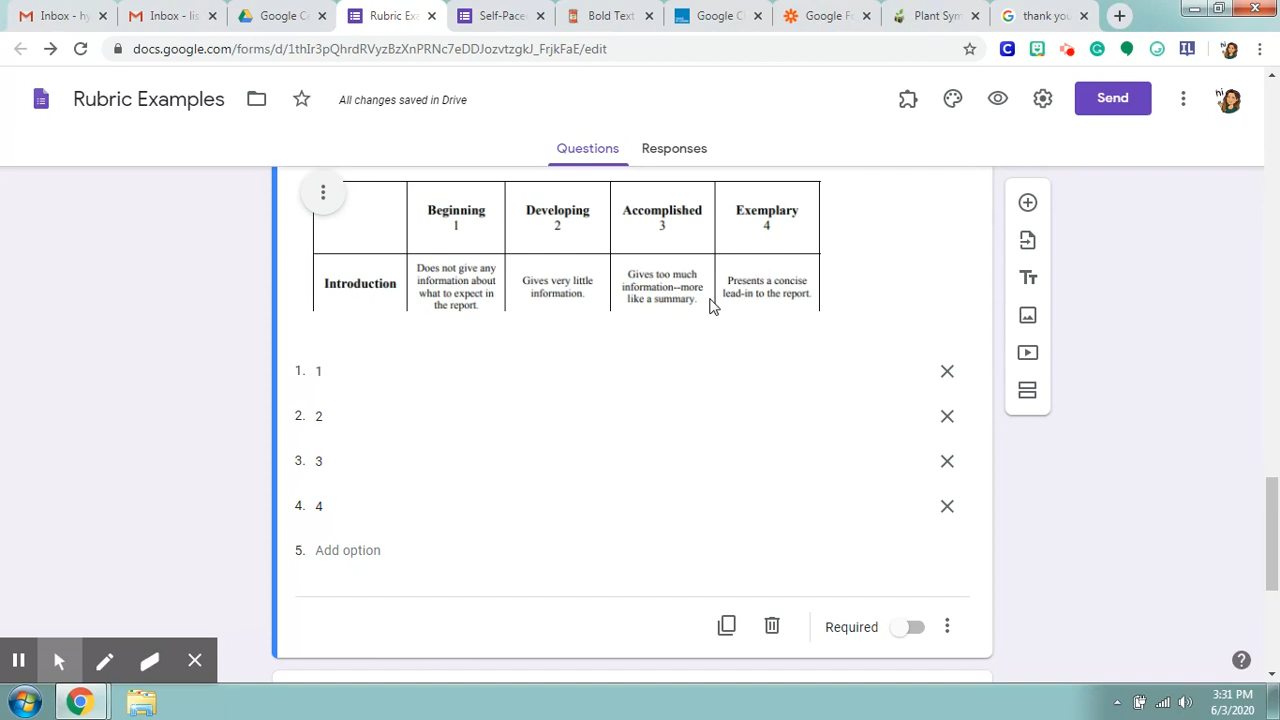 Inbox - h
Inbox - lis
Google
Rubric Exa
Self-Pac
Bold Text
Google C
Google F
Plant Sym
thank you
docs.google.com/forms/d/1thIr3pQhrdRVyzBzXnPRNc7eDDJozvtzgkJ_FrjkFaE/edit
Rubric Examples
All changes saved in Drive
Send
hi
Questions
Responses
Beginning
1
Developing
2
Accomplished
3
Exemplary
4
Introduction
Does not give any
information about
what to expect in
the report.
Gives very little
information.
Gives too much
information--more
like a summary.
Presents a concise
lead-in to the report.
1. 1
2. 2
3. 3
4. 4
5. Add option
Required
3:31 PM
6/3/2020